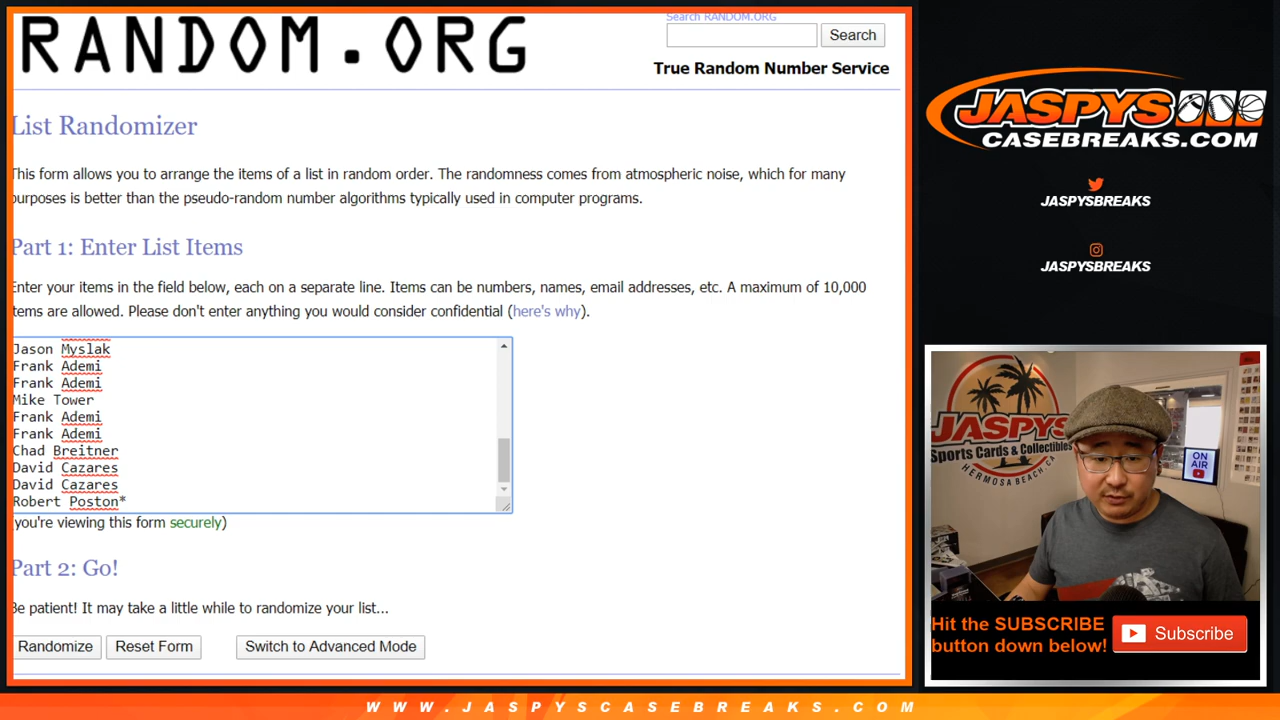 RANDOM.ORG
Search RANDOM.ORG
Search
True Random Number Service
List Randomizer
This form allows you to arrange the items of a list in random order. The randomness comes from atmospheric noise, which for many
purposes is better than the pseudo-random number algorithms typically used in computer programs.
Part 1: Enter List Items
Enter your items in the field below, each on a separate line. Items can be numbers, names, email addresses, etc. A maximum of 10,000
items are allowed. Please don't enter anything you would consider confidential (here's why).
Jason Myslak
Frank Ademi
Frank Ademi
Mike Tower
Frank Ademi
Frank Ademi
Chad Breitner
David Cazares
David Cazares
Robert Poston*
(you're viewing this form securely)
Part 2: Go!
Be patient! It may take a little while to randomize your list...
Randomize
Reset Form
Switch to Advanced Mode
JASPYS
CASEBREAKS.COM
JASPYSBREAKS
JASPYSBREAKS
JASPYS
Sports Cards & Collectibles
HERMOSA BEACH, CA
ON
AIR
Hit the SUBSCRIBE
button down below!
Subscribe
WWW.JASPYSCASEBREAKS.COM